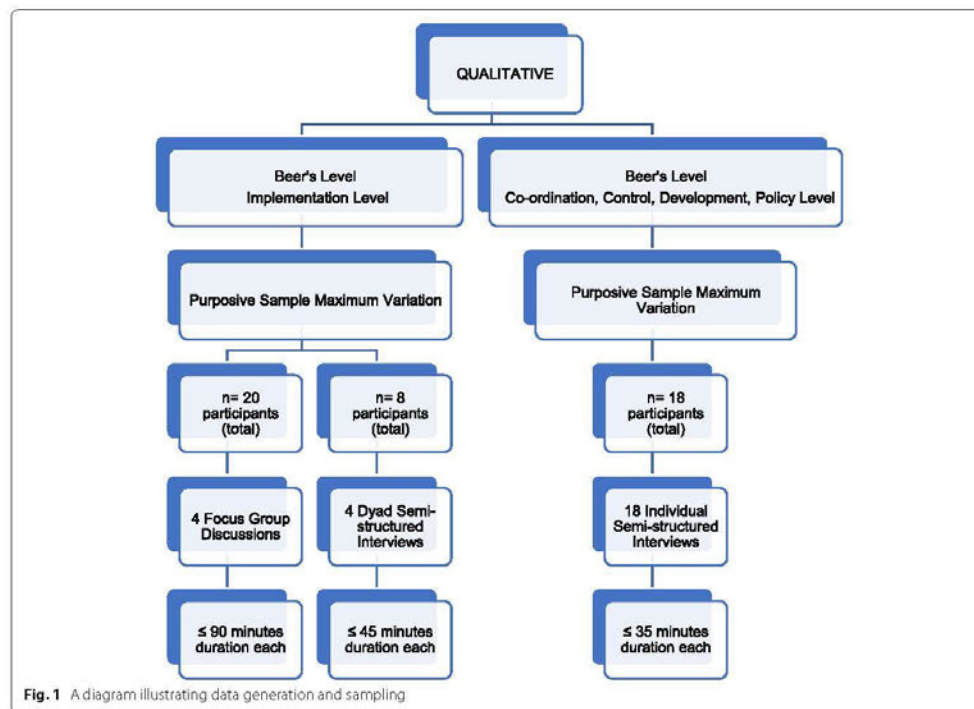 QUALITATIVE
Beer's Level
Implementation Level
Beer's Level
Co-ordination, Control, Development, Policy Level
Purposive Sample Maximum Variation
Purposive Sample Maximum
Variation
n= 20
participants
(total)
n= 8
participants
(total)
n= 18
participants
(total)
4 Focus Group
Discussions
4 Dyad Semi-
structured
Interviews
18 Individual
Semi-structured
Interviews
≤ 90 minutes
duration each
≤ 45 minutes
duration each
≤ 35 minutes
duration each
Fig. 1 A diagram illustrating data generation and sampling